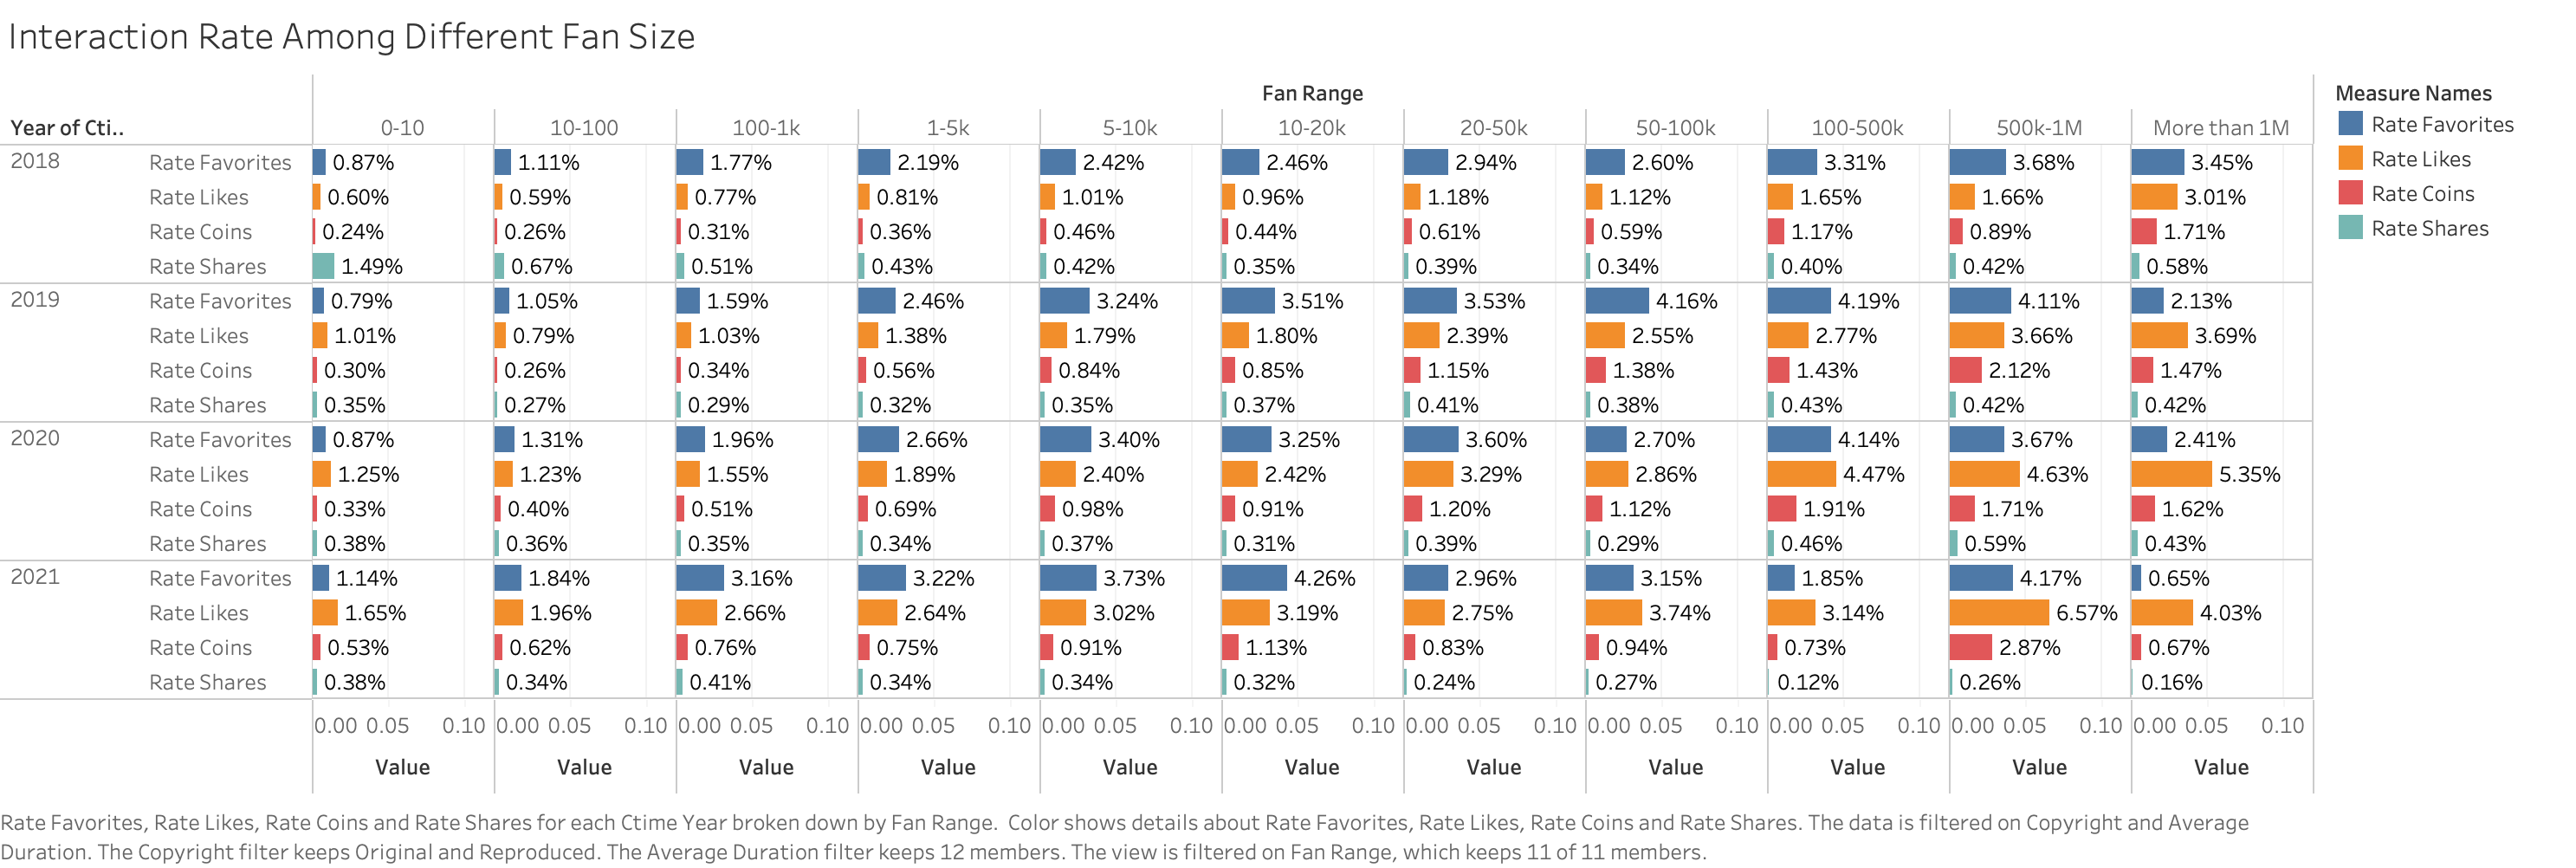 Interaction Rate Among Different Fan Size
Fan Range
Year of Cti.. 0-10 10-100 100-1k 1-5k 5-10k 10-20k 20-50k 50-100k 100-500k 500k-1M More than 1M
2018 Rate Favorites 0.87% 1.11% 1.77% 2.19% 2.42% 2.46% 2.94% 2.60% 3.31% 3.68% 3.45%
Rate Likes 0.60% 0.59% 0.77% 0.81% 1.01% 0.96% 1.18% 1.12% 1.65% 1.66% 3.01%
Rate Coins 0.24% 0.26% 0.31% 0.36% 0.46% 0.44% 0.61% 0.59% 1.17% 0.89% 1.71%
Rate Shares 1.49% 0.67% 0.51% 0.43% 0.42% 0.35% 0.39% 0.34% 0.40% 0.42% 0.58%
2019 Rate Favorites 0.79% 1.05% 1.59% 2.46% 3.24% 3.51% 3.53% 4.16% 4.19% 4.11% 2.13%
Rate Likes 1.01% 0.79% 1.03% 1.38% 1.79% 1.80% 2.39% 2.55% 2.77% 3.66% 3.69%
Rate Coins 0.30% 0.26% 0.34% 0.56% 0.84% 0.85% 1.15% 1.38% 1.43% 2.12% 1.47%
Rate Shares 0.35% 0.27% 0.29% 0.32% 0.35% 0.37% 0.41% 0.38% 0.43% 0.42% 0.42%
2020 Rate Favorites 0.87% 1.31% 1.96% 2.66% 3.40% 3.25% 3.60% 2.70% 4.14% 3.67% 2.41%
Rate Likes 1.25% 1.23% 1.55% 1.89% 2.40% 2.42% 3.29% 2.86% 4.47% 4.63% 5.35%
Rate Coins 0.33% 0.40% 0.51% 0.69% 0.98% 0.91% 1.20% 1.12% 1.91% 1.71% 1.62%
Rate Shares 0.38% 0.36% 0.35% 0.34% 0.37% 0.31% 0.39% 0.29% 0.46% 0.59% 0.43%
2021 Rate Favorites 1.14% 1.84% 3.16% 3.22% 3.73% 4.26% 2.96% 3.15% 1.85% 4.17% 0.65%
Rate Likes 1.65% 1.96% 2.66% 2.64% 3.02% 3.19% 2.75% 3.74% 3.14% 6.57% 4.03%
Rate Coins 0.53% 0.62% 0.76% 0.75% 0.91% 1.13% 0.83% 0.94% 0.73% 2.87% 0.67%
Rate Shares 0.38% 0.34% 0.41% 0.34% 0.34% 0.32% 0.24% 0.27% 0.12% 0.26% 0.16%
0.00 0.05 0.10 0.00 0.05 0.10 0.00 0.05 0.10 0.00 0.05 0.10 0.00 0.05 0.10 0.00 0.05 0.10 0.00 0.05 0.10 0.00 0.05 0.10 0.00 0.05 0.10 0.00 0.05 0.10 0.00 0.05 0.10
Value Value Value Value Value Value Value Value Value Value Value
Measure Names
Rate Favorites
Rate Likes
Rate Coins
Rate Shares
Rate Favorites, Rate Likes, Rate Coins and Rate Shares for each Ctime Year broken down by Fan Range.  Color shows details about Rate Favorites, Rate Likes, Rate Coins and Rate Shares. The data is filtered on Copyright and Average
Duration. The Copyright filter keeps Original and Reproduced. The Average Duration filter keeps 12 members. The view is filtered on Fan Range, which keeps 11 of 11 members.